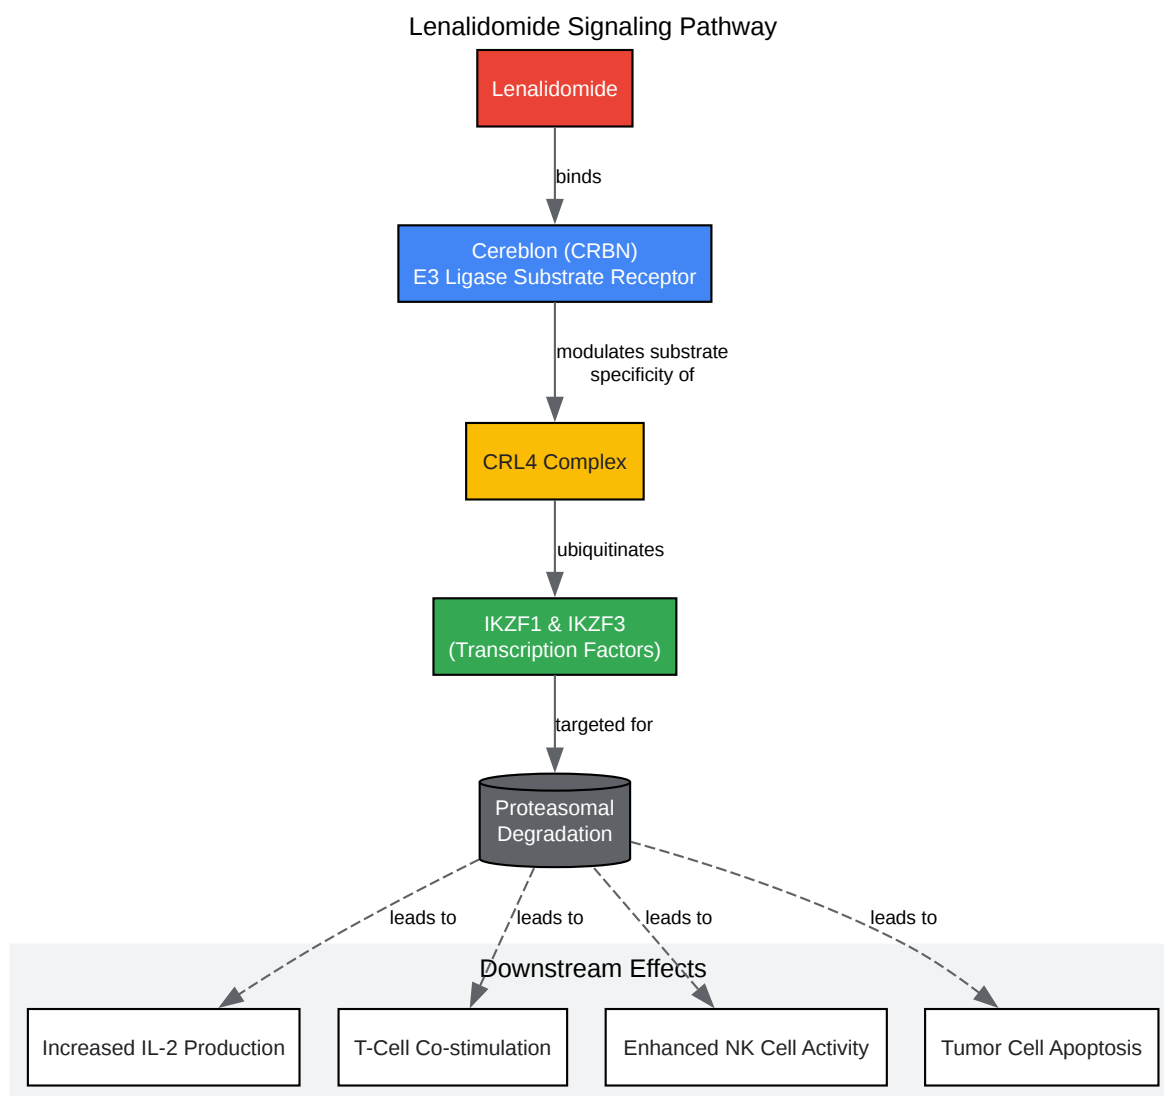 Lenalidomide Signaling Pathway
Lenalidomide
binds
Cereblon (CRBN)
E3 Ligase Substrate Receptor
modulates substrate
specificity of
CRL4 Complex
ubiquitinates
IKZF1 & IKZF3
(Transcription Factors)
targeted for
Proteasomal
Degradation
leads to
leads to
leads to
leads to
Downstream Effects
Increased IL-2 Production
T-Cell Co-stimulation
Enhanced NK Cell Activity
Tumor Cell Apoptosis